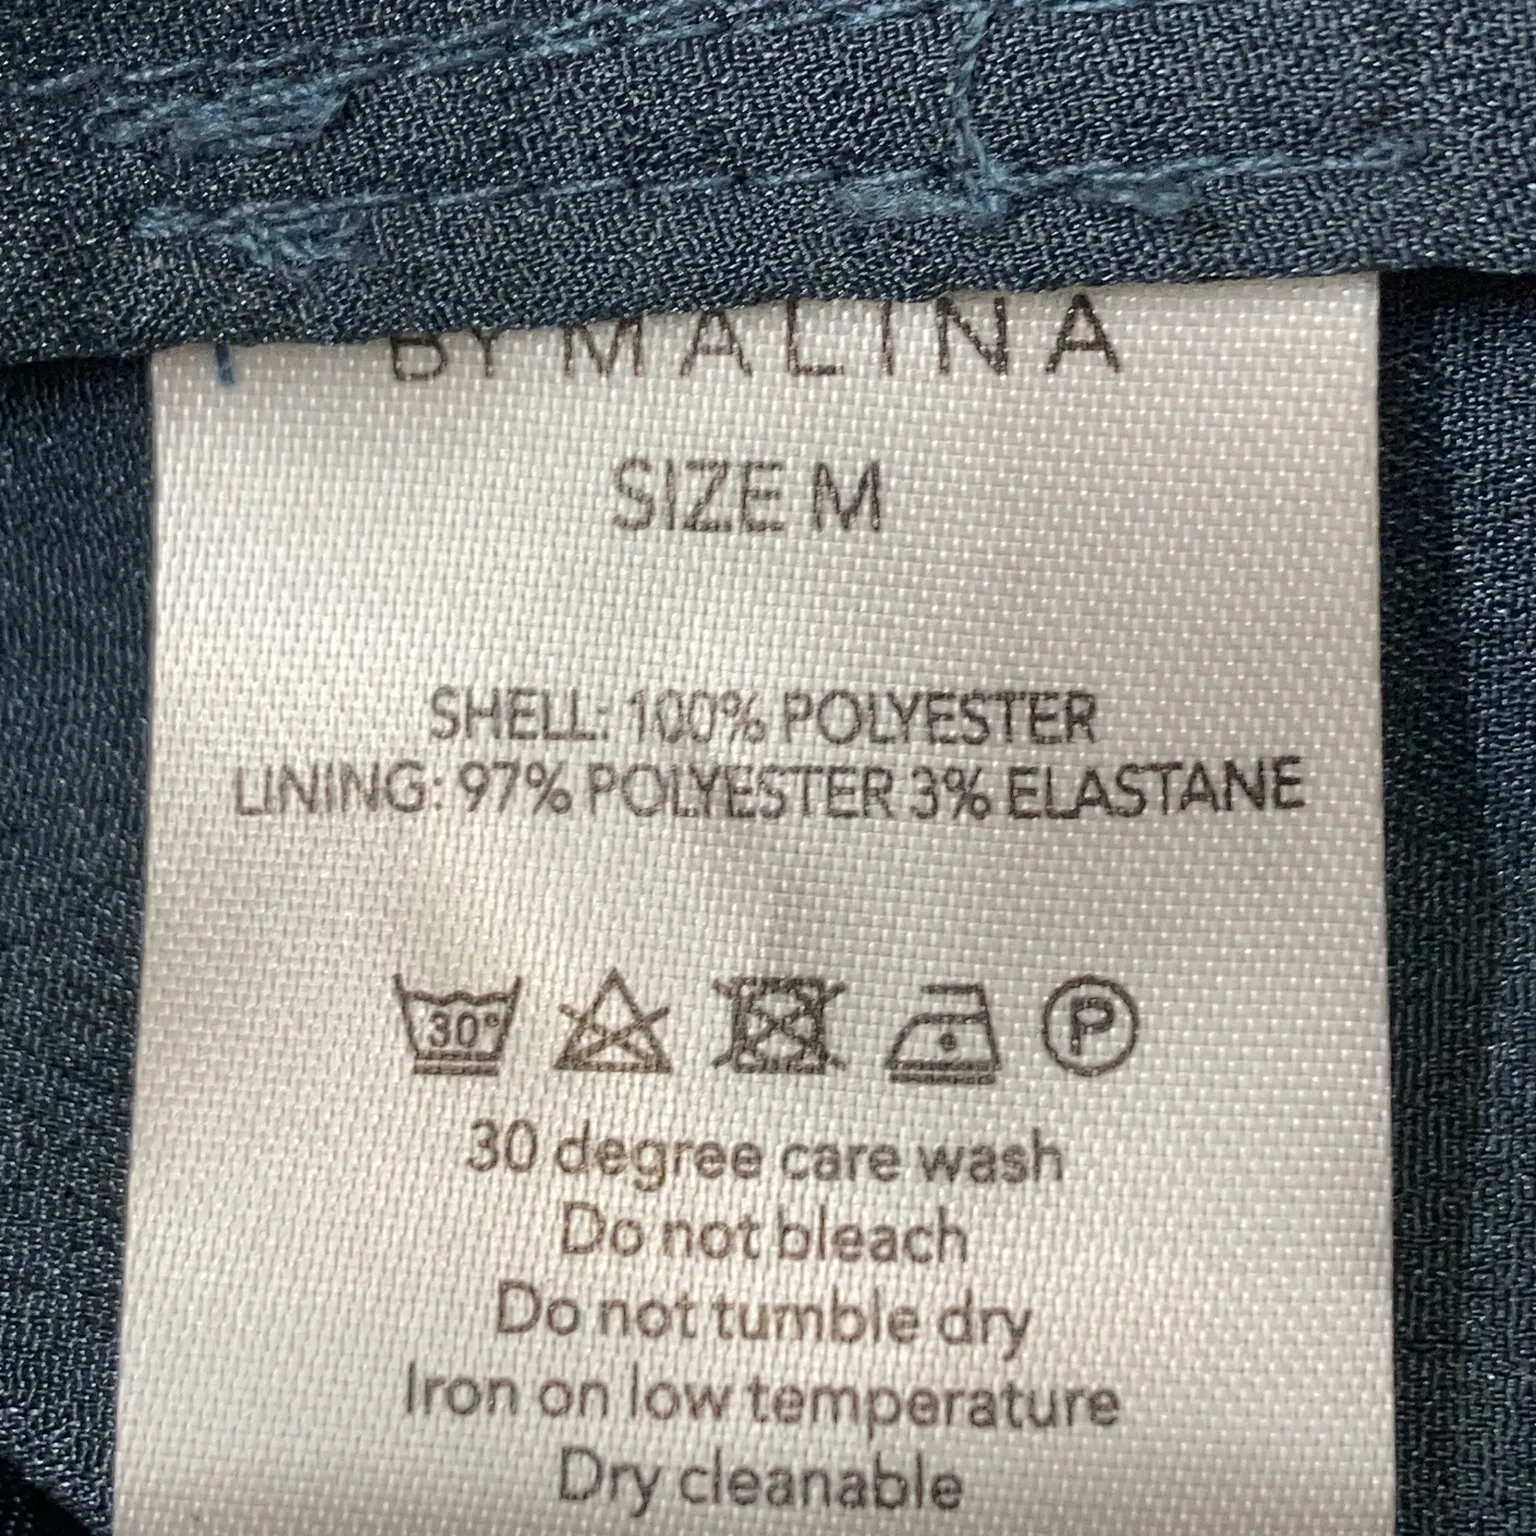 BY MALINA
SIZE M
SHELL: 100% POLYESTER
LINING: 97% POLYESTER 3% ELASTANE
30°
P
30 degree care wash
Do not bleach
Do not tumble dry
Iron on low temperature
Dry cleanable